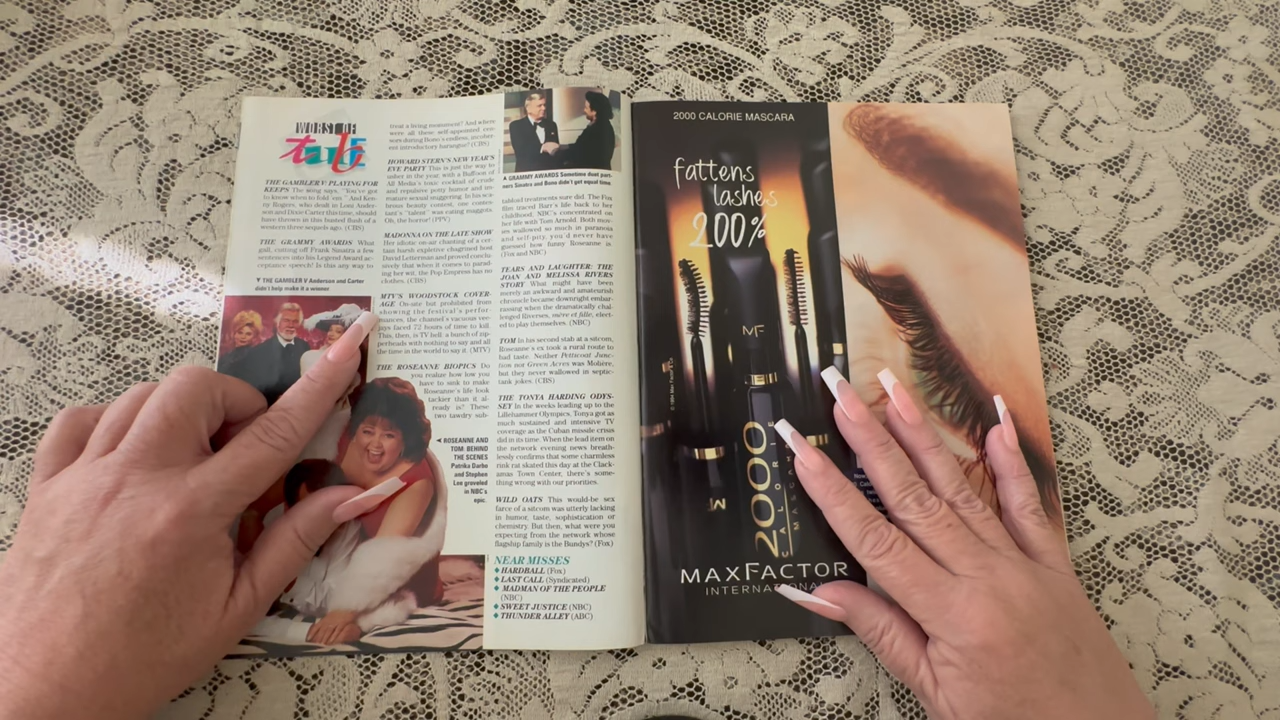 WORST OF
tube
THE GAMBLER V: PLAYING FOR
KEEPS The song says, "You've got
to know when to fold 'em." And Ken-
ny Rogers, who dealt in Loni Ander-
son and Dixie Carter this time, should
have thrown in this busted flush of a
western three sequels ago. (CBS)
THE GRAMMY AWARDS What
gall, cutting off Frank Sinatra a few
sentences into his Legend Award ac-
ceptance speech! Is this any way to
▼ THE GAMBLER V Anderson and Carter
didn't help make it a winner
treat a living monument? And where
were all these self-appointed cen-
sors during Bono's endless, incoher-
ent introductory harangue? (CBS)
HOWARD STERN'S NEW YEAR'S
EVE PARTY This is just the way to
usher in the year, with a Buffoon of
All Media's toxic cocktail of crude
and repulsive potty humor and un-
remittingly sexual snuggling. In his
beauty contest, one contes-
tant's "talent" was eating maggots.
Oh, the horror! (PPV)
MADONNA ON THE LATE SHOW
Her idiotic on-air chanting of a cer-
tain harsh expletive chagrined host
David Letterman and proved conclu-
sively that when it comes to parad-
ing her wit, the Pop Empress has no
clothes. (CBS)
MTV'S WOODSTOCK COVER-
AGE On-site but prohibited from
showing the festival's perfor-
mances, the channel's vacuous vee-
jays faced 72 hours of time to kill.
This, then, is TV hell: a bunch of zip-
perheads with nothing to say and all
the time in the world to say it. (MTV)
THE ROSEANNE BIOPICS Do
you realize how low you
have to sink to make
Roseanne's life look
tackier than it al-
ready is? These
two tawdry sub-
◄ ROSEANNE AND
TOM: BEHIND
THE SCENES
Patrika Darbo
and Stephen
Lee groveled
in NBC's
epic.
▲ GRAMMY AWARDS Sometime duet part-
ners Sinatra and Bono didn't get equal time.
tabloid treatments sure did. The Fox
film traced Barr's life back to her
childhood. NBC's concentrated on
her life with Tom Arnold. Both mov-
ies wallowed so much in paranoia
and self-pity, you'd never have
guessed how funny Roseanne is.
(Fox and NBC)
TEARS AND LAUGHTER: THE
JOAN AND MELISSA RIVERS
STORY What might have been
merely an awkward and amateurish
chronicle became downright embar-
rassing when the dramatically chal-
lenged Riverses, mère et fille, elect-
ed to play themselves. (NBC)
TOM In his second stab at a sitcom,
Roseanne's ex took a rural route to
bad taste. Neither Petticoat Junc-
tion nor Green Acres was Molière,
but they never wallowed in septic-
tank jokes. (CBS)
THE TONYA HARDING ODYS-
SEY In the weeks leading up to the
Lillehammer Olympics, Tonya got as
much sustained and intensive TV
coverage as the Cuban missile crisis
did in its time. When the lead item on
the network evening news breath-
lessly confirms that some charmless
rink rat skated this day at the Clack-
amas Town Center, there's some-
thing wrong with our priorities.
WILD OATS This would-be sex
farce of a sitcom was utterly lacking
in humor, taste, sophistication or
chemistry. But then, what were you
expecting from the network whose
flagship family is the Bundys? (Fox)
NEAR MISSES
◆ HARDBALL (Fox)
◆ LAST CALL (Syndicated)
◆ MADMAN OF THE PEOPLE
(NBC)
◆ SWEET JUSTICE (NBC)
◆ THUNDER ALLEY (ABC)
2000 CALORIE MASCARA
fattens
lashes
200%
MF
MF
2000
CALORIE
MASCARA
MAXFACTOR
INTERNATIONAL